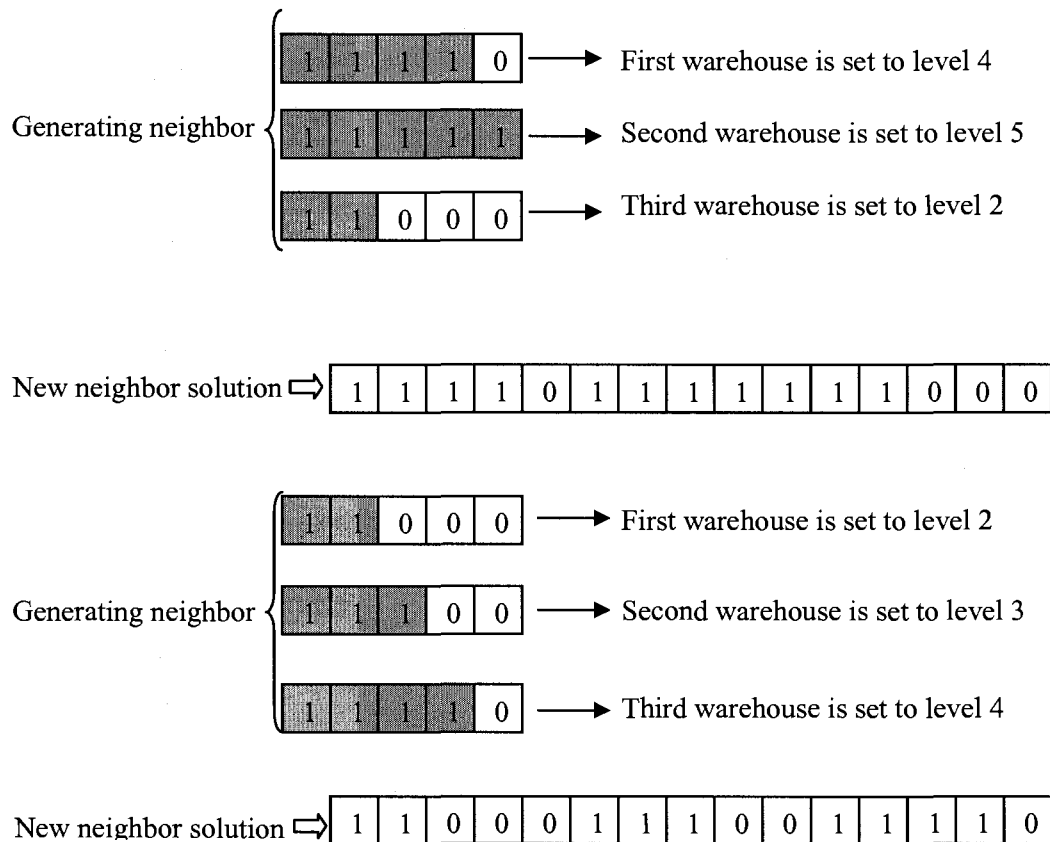 1 1 1 1 0 First warehouse is set to level 4
Generating neighbor 1 1 1 1 1 Second warehouse is set to level 5
1 1 0 0 0 Third warehouse is set to level 2
New neighbor solution 1 1 1 1 0 1 1 1 1 1 1 1 0 0 0
1 1 0 0 0 First warehouse is set to level 2
Generating neighbor 1 1 1 0 0 Second warehouse is set to level 3
1 1 1 1 0 Third warehouse is set to level 4
New neighbor solution 1 1 0 0 0 1 1 1 0 0 1 1 1 1 0